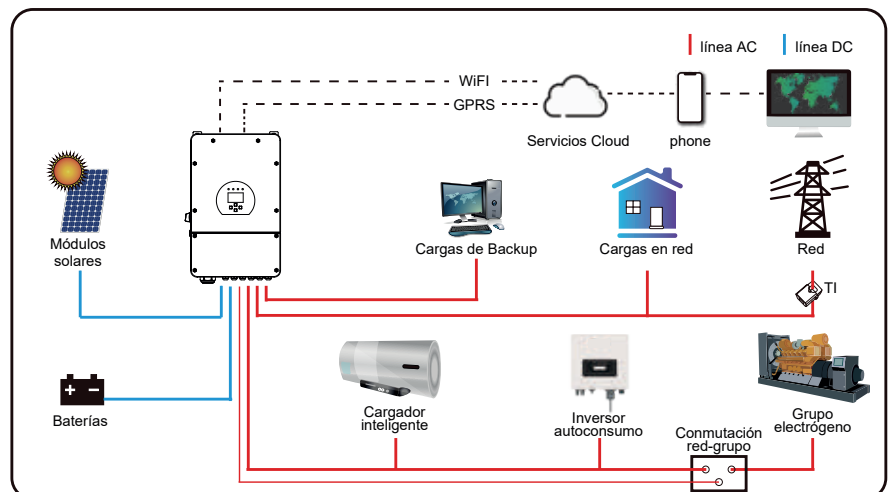 línea AC
línea DC
WiFI
GPRS
Servicios Cloud
phone
Módulos
solares
Cargas de Backup
Cargas en red
Red
TI
Baterías
Cargador
inteligente
Inversor
autoconsumo
Grupo
electrógeno
Conmutación
red-grupo